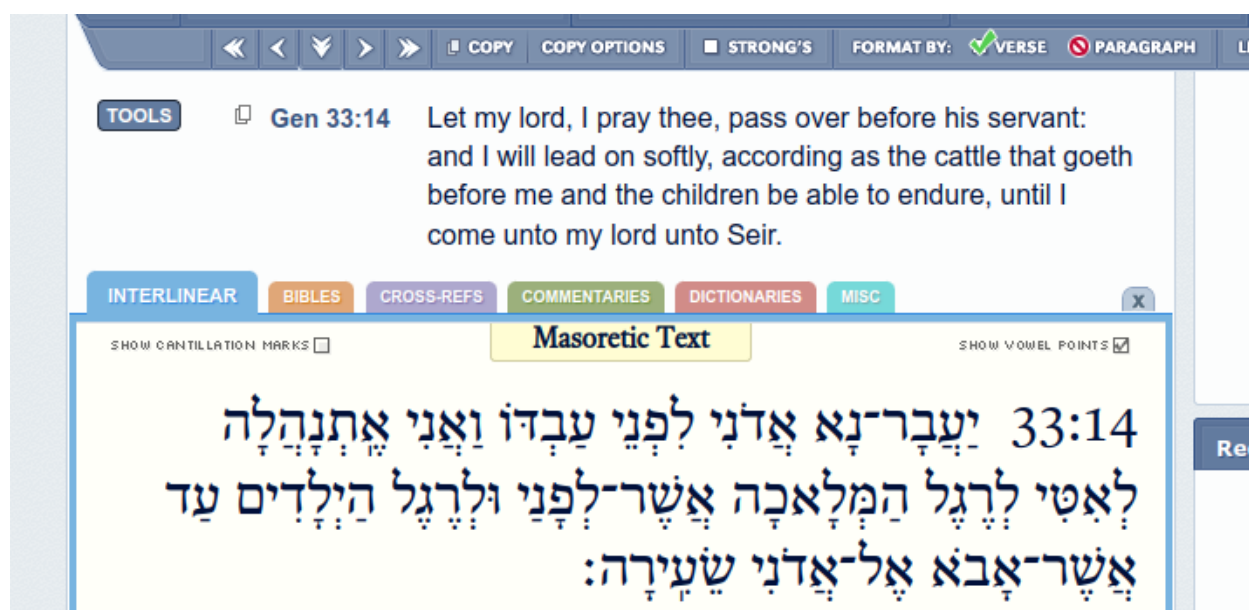 COPY COPY OPTIONS STRONG'S FORMAT BY: VERSE PARAGRAPH
TOOLS Gen 33:14 Let my lord, I pray thee, pass over before his servant:
and I will lead on softly, according as the cattle that goeth
before me and the children be able to endure, until I
come unto my lord unto Seir.
INTERLINEAR BIBLES CROSS-REFS COMMENTARIES DICTIONARIES MISC X
SHOW CANTILLATION MARKS Masoretic Text SHOW VOWEL POINTS
33:14 יַעֲבָר־נָא אֲדֹנִי לִפְנֵי עַבְדּוֹ וַאֲנִי אֶתְנָהֲלָה
לְאִטִּי לְרֶגֶל הַמְּלָאכָה אֲשֶׁר־לְפָנַי וּלְרֶגֶל הַיְלָדִים עַד
אֲשֶׁר־אָבֹא אֶל־אֲדֹנִי שֵׂעִֽירָה׃